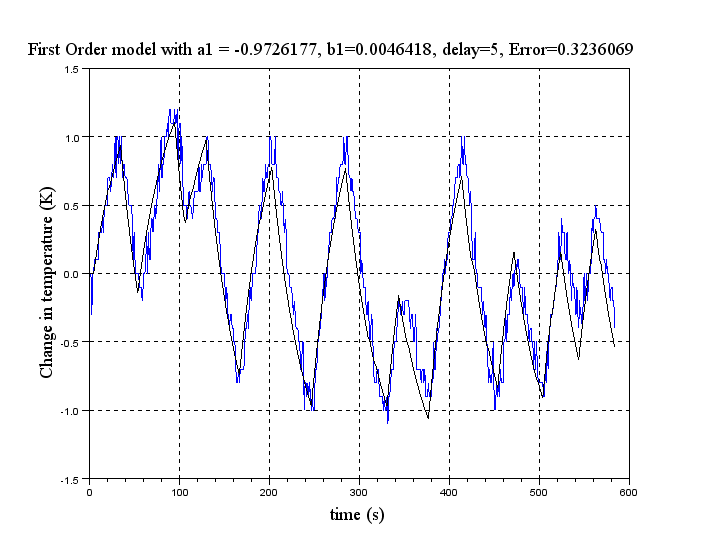 First Order model with a1 = -0.9726177, b1=0.0046418, delay=5, Error=0.3236069
1.5
1.0
0.5
0.0
-0.5
-1.0
-1.5
Change in temperature (K)
0 100 200 300 400 500 600
time (s)